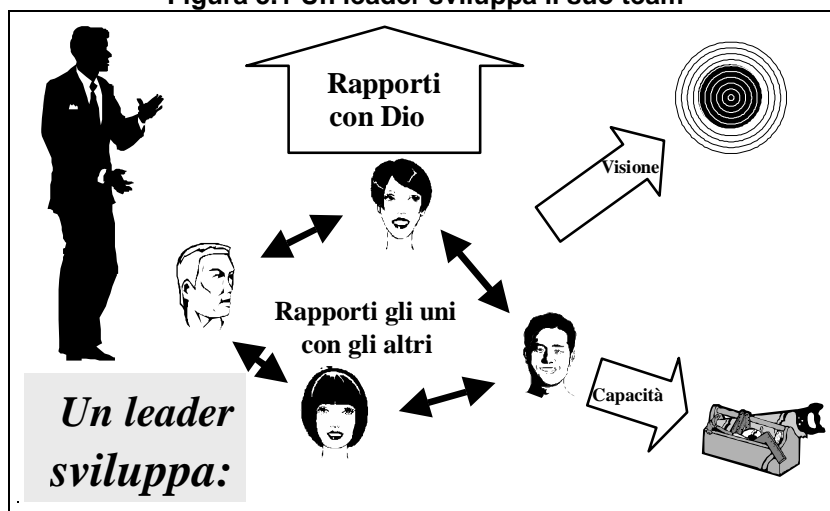 Figura 3.1 Un leader sviluppa il suo team
Rapporti
con Dio
Visione
Rapporti gli uni
con gli altri
Capacità
Un leader
sviluppa: